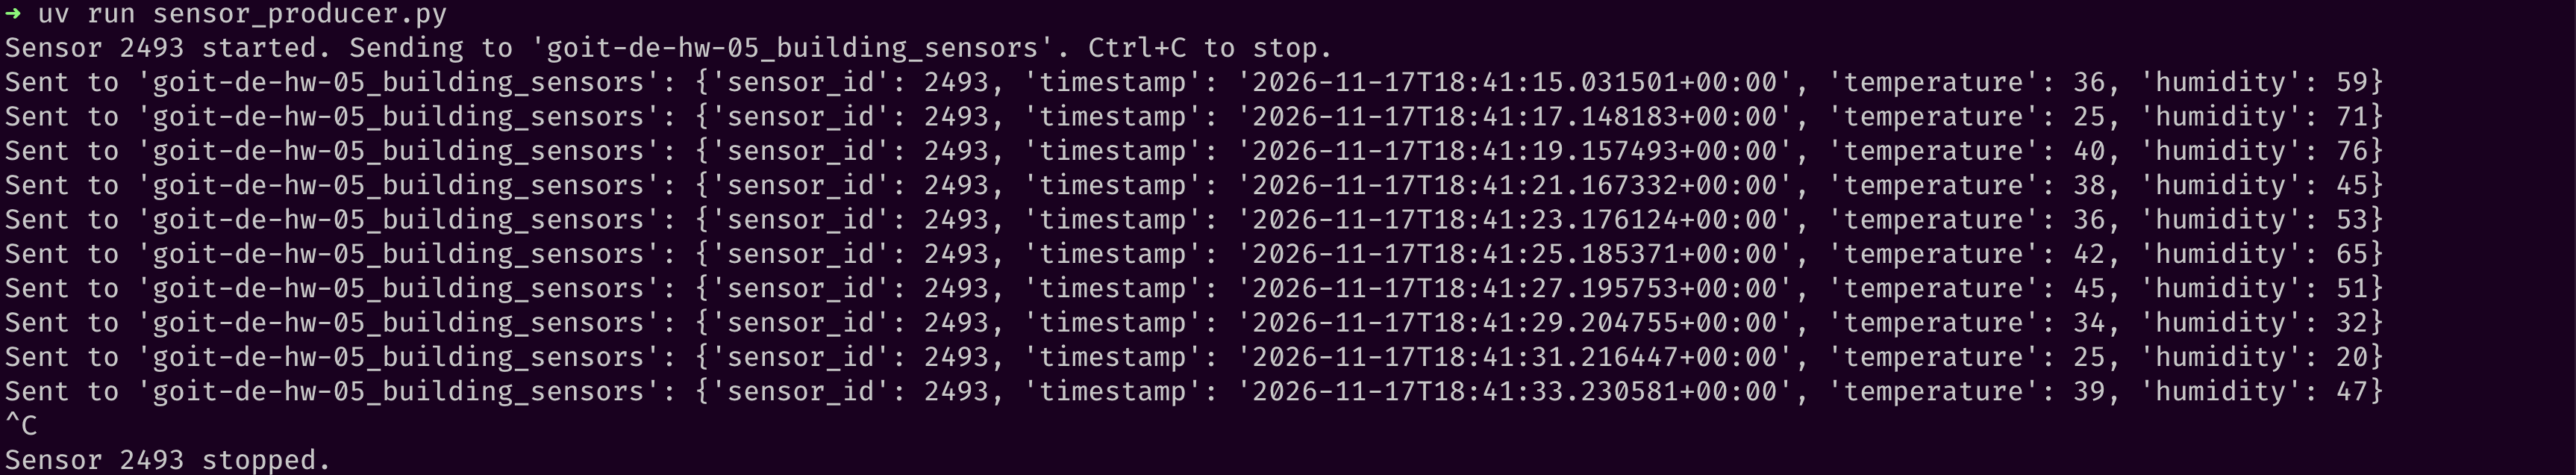 → uv run sensor_producer.py
Sensor 2493 started. Sending to 'goit-de-hw-05_building_sensors'. Ctrl+C to stop.
Sent to 'goit-de-hw-05_building_sensors': {'sensor_id': 2493, 'timestamp': '2026-11-17T18:41:15.031501+00:00', 'temperature': 36, 'humidity': 59}
Sent to 'goit-de-hw-05_building_sensors': {'sensor_id': 2493, 'timestamp': '2026-11-17T18:41:17.148183+00:00', 'temperature': 25, 'humidity': 71}
Sent to 'goit-de-hw-05_building_sensors': {'sensor_id': 2493, 'timestamp': '2026-11-17T18:41:19.157493+00:00', 'temperature': 40, 'humidity': 76}
Sent to 'goit-de-hw-05_building_sensors': {'sensor_id': 2493, 'timestamp': '2026-11-17T18:41:21.167332+00:00', 'temperature': 38, 'humidity': 45}
Sent to 'goit-de-hw-05_building_sensors': {'sensor_id': 2493, 'timestamp': '2026-11-17T18:41:23.176124+00:00', 'temperature': 36, 'humidity': 53}
Sent to 'goit-de-hw-05_building_sensors': {'sensor_id': 2493, 'timestamp': '2026-11-17T18:41:25.185371+00:00', 'temperature': 42, 'humidity': 65}
Sent to 'goit-de-hw-05_building_sensors': {'sensor_id': 2493, 'timestamp': '2026-11-17T18:41:27.195753+00:00', 'temperature': 45, 'humidity': 51}
Sent to 'goit-de-hw-05_building_sensors': {'sensor_id': 2493, 'timestamp': '2026-11-17T18:41:29.204755+00:00', 'temperature': 34, 'humidity': 32}
Sent to 'goit-de-hw-05_building_sensors': {'sensor_id': 2493, 'timestamp': '2026-11-17T18:41:31.216447+00:00', 'temperature': 25, 'humidity': 20}
Sent to 'goit-de-hw-05_building_sensors': {'sensor_id': 2493, 'timestamp': '2026-11-17T18:41:33.230581+00:00', 'temperature': 39, 'humidity': 47}
^C
Sensor 2493 stopped.